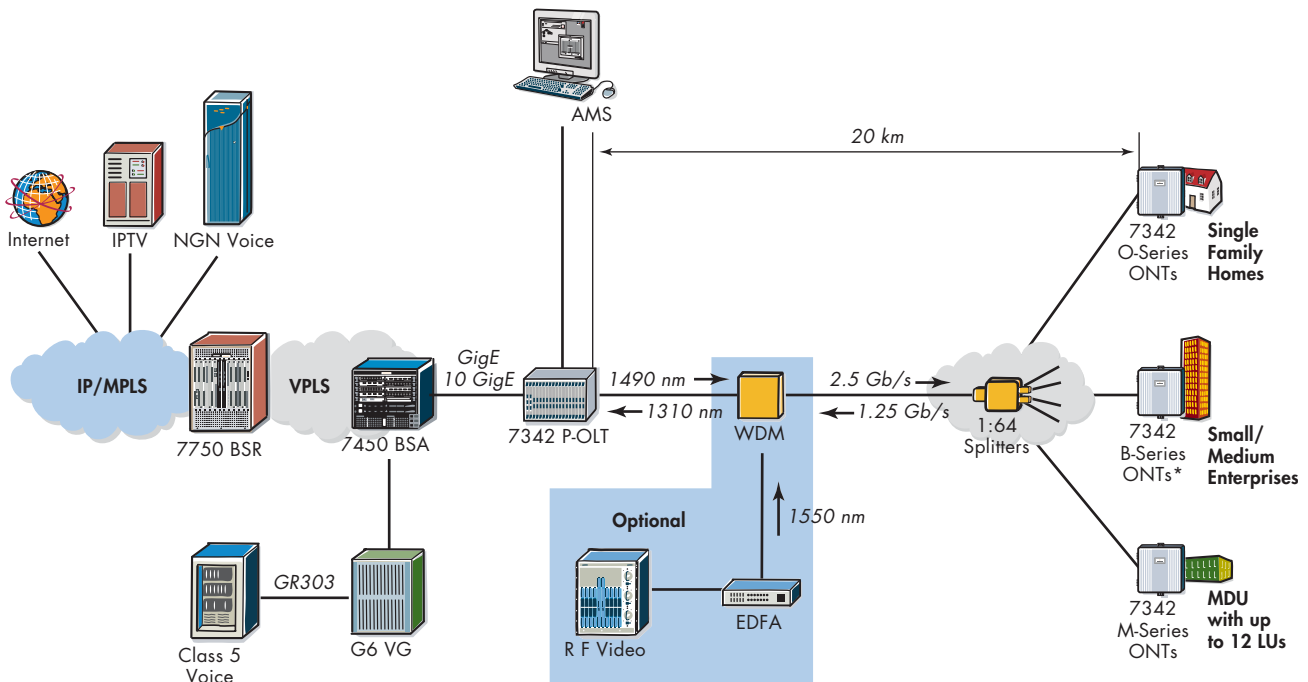 AMS
20 km
Internet
IPTV
NGN Voice
7342
O-Series
ONTs
Single
Family
Homes
IP/MPLS
7750 BSR
VPLS
7450 BSA
GigE
10 GigE
7342 P-OLT
1490 nm
1310 nm
WDM
2.5 Gb/s
1.25 Gb/s
1:64
Splitters
7342
B-Series
ONTs*
Small/
Medium
Enterprises
Optional
1550 nm
GR303
Class 5
Voice
G6 VG
R F Video
EDFA
7342
M-Series
ONTs
MDU
with up
to 12 LUs